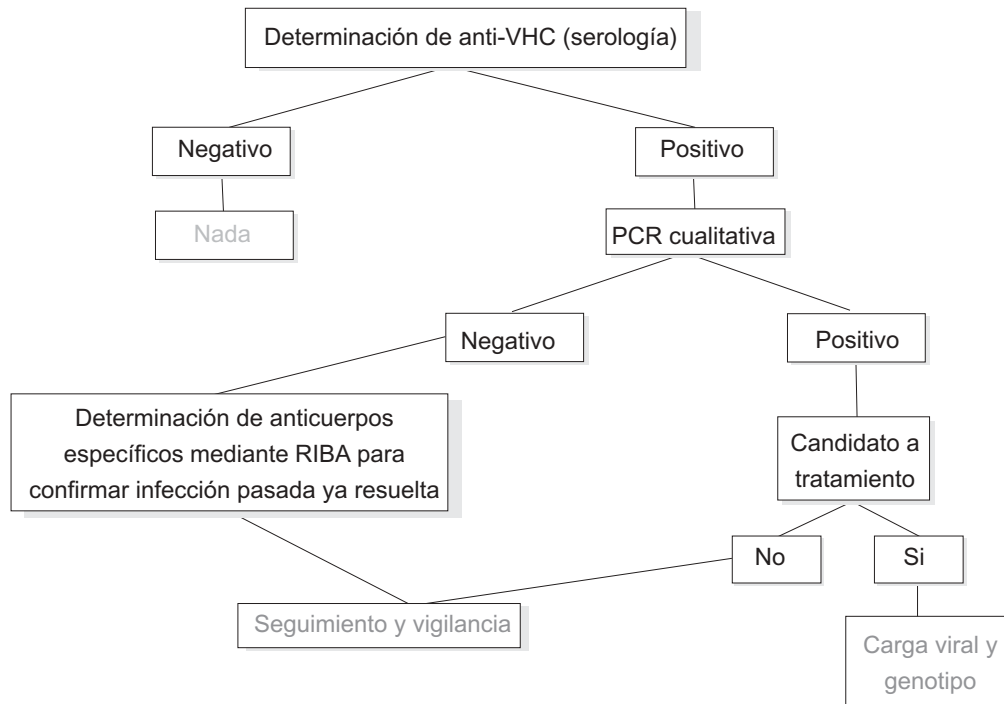 Determinación de anti-VHC (serología)
Negativo
Positivo
Nada
PCR cualitativa
Negativo
Positivo
Determinación de anticuerpos
específicos mediante RIBA para
confirmar infección pasada ya resuelta
Candidato a
tratamiento
No
Si
Seguimiento y vigilancia
Carga viral y
genotipo